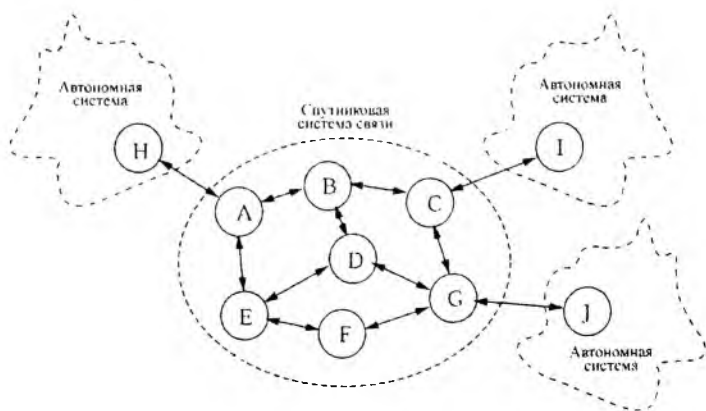 Автономная
система
H
Спутниковая
система связи
Автономная
система
I
A
B
C
D
E
F
G
J
Автономная
система